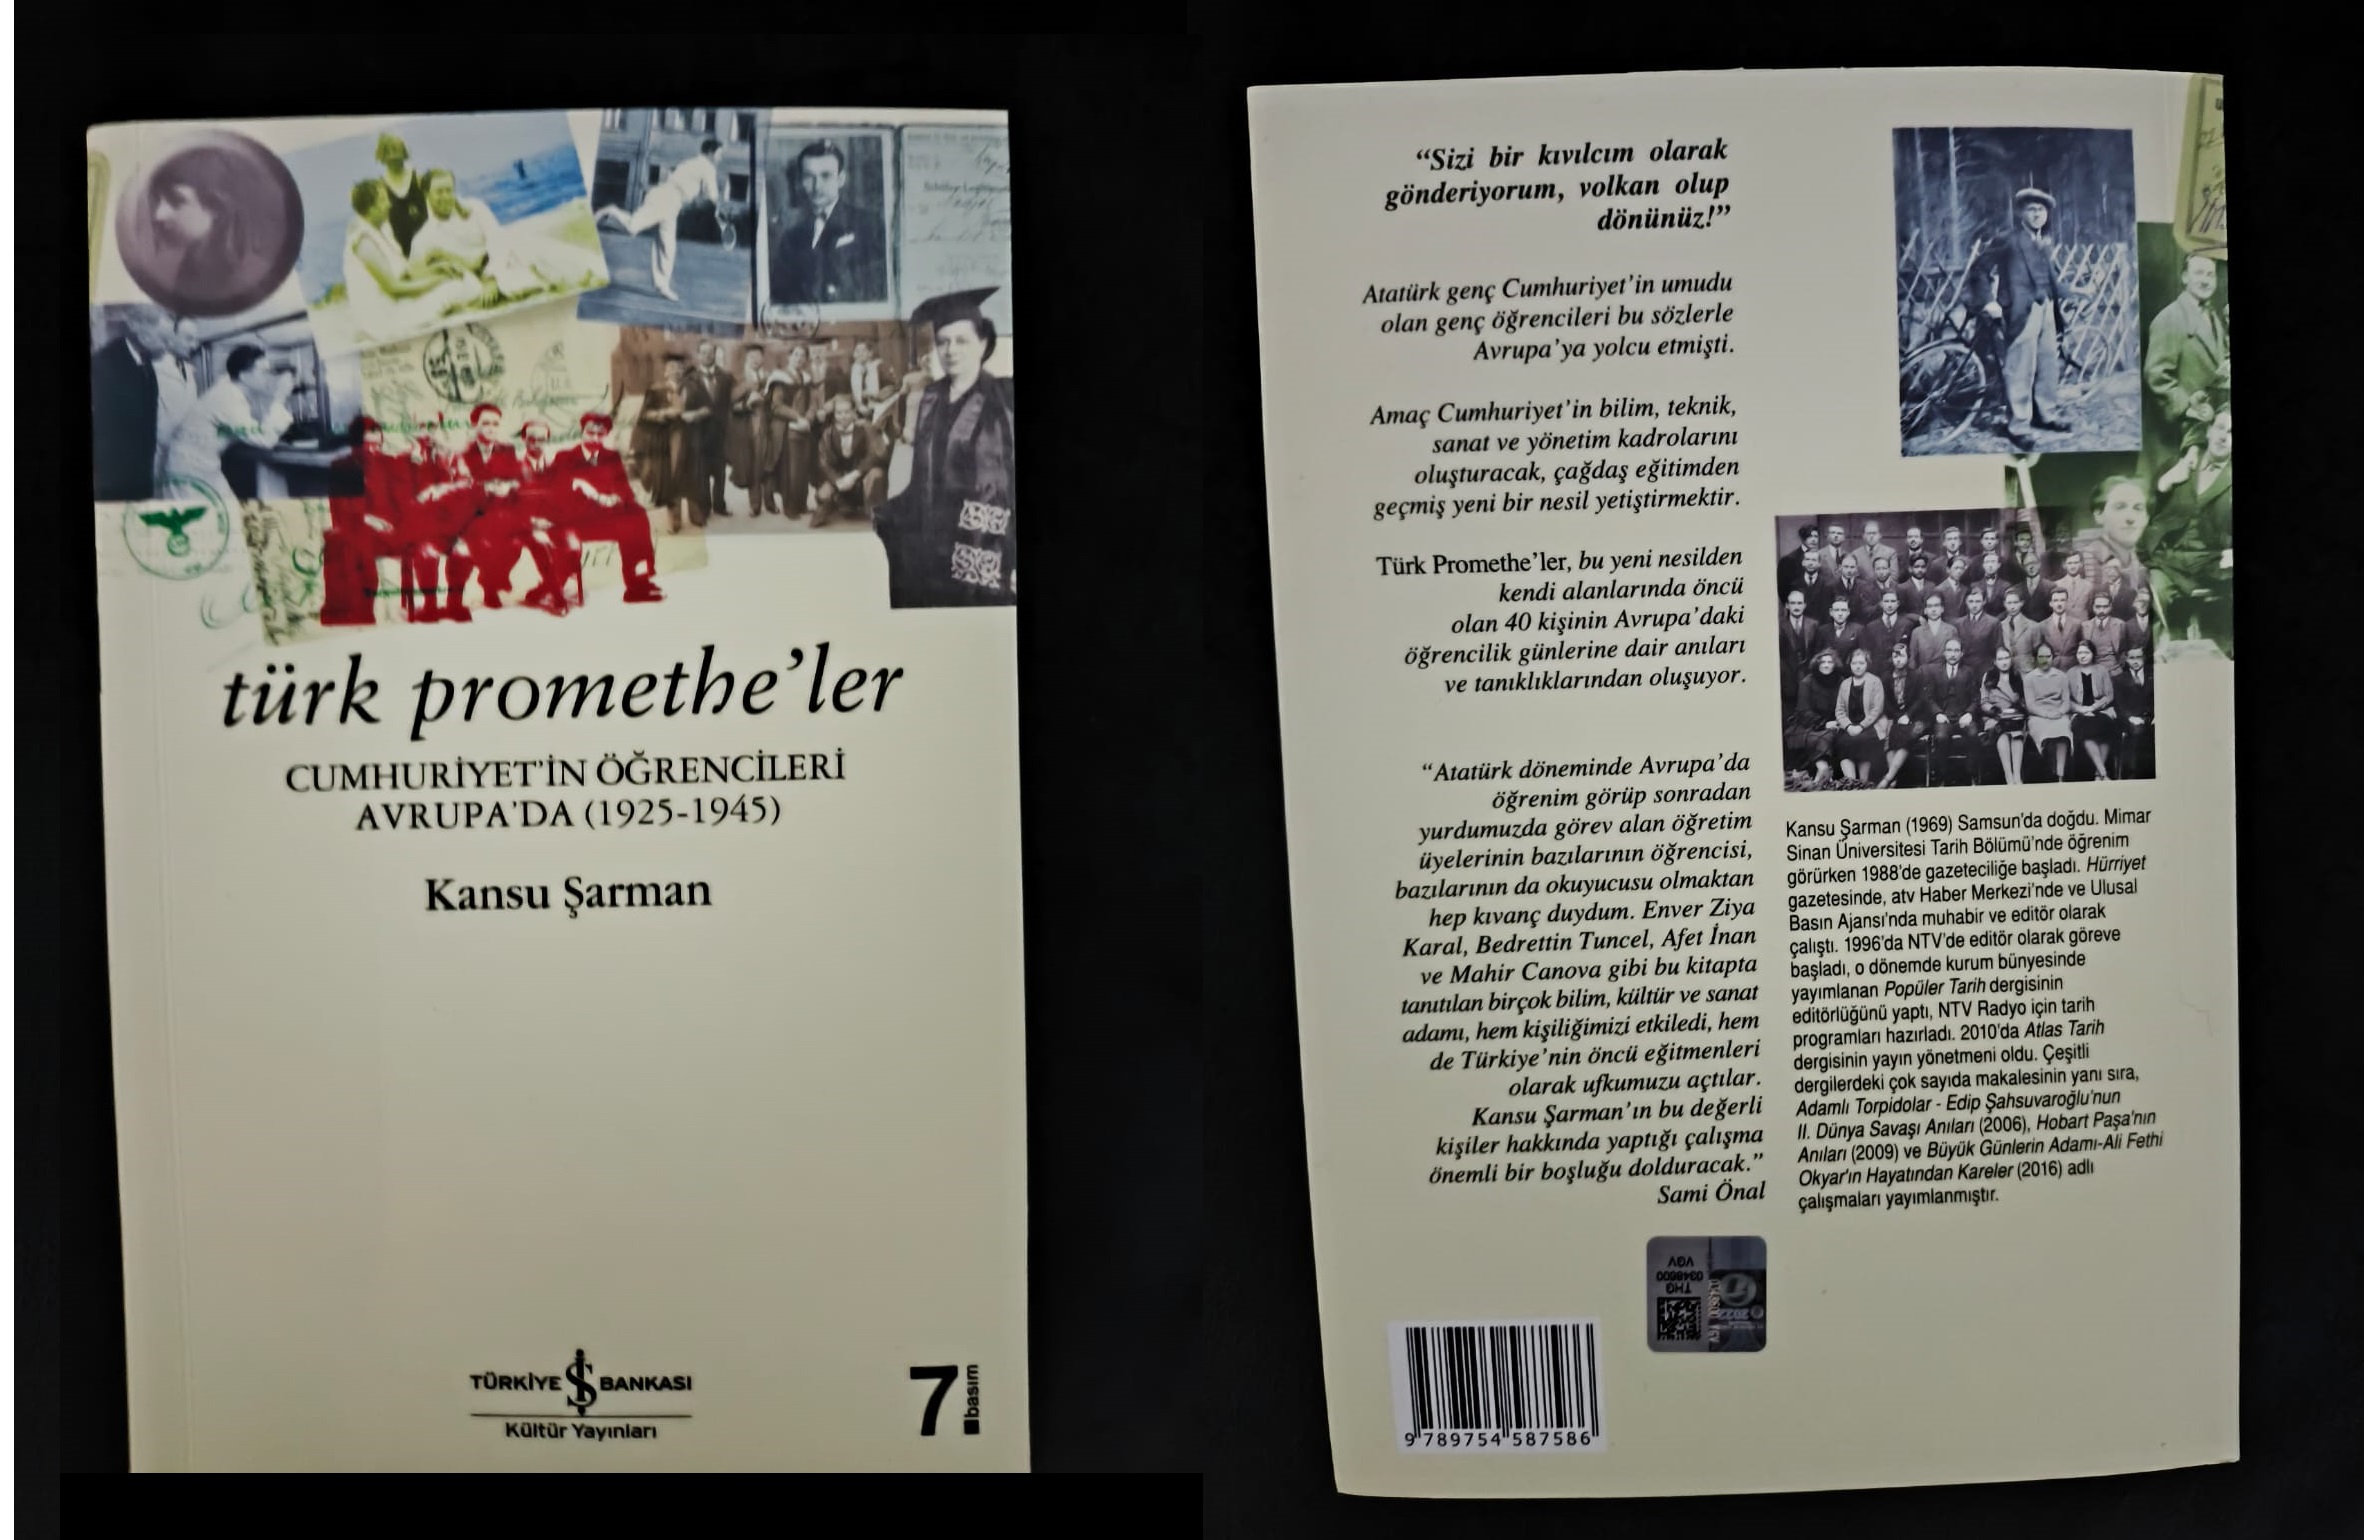 türk promethe’ler
CUMHURİYET’İN ÖĞRENCİLERİ
AVRUPA’DA (1925-1945)
Kansu Şarman
TÜRKİYE İŞ BANKASI
Kültür Yayınları
7. basım
“Sizi bir kıvılcım olarak
gönderiyorum, volkan olup
dönünüz!”
Atatürk genç Cumhuriyet’in umudu
olan genç öğrencileri bu sözlerle
Avrupa’ya yolcu etmişti.
Amaç Cumhuriyet’in bilim, teknik,
sanat ve yönetim kadrolarını
oluşturacak, çağdaş eğitimden
geçmiş yeni bir nesil yetiştirmektir.
Türk Promethe’ler, bu yeni nesilden
kendi alanlarında öncü
olan 40 kişinin Avrupa’daki
öğrencilik günlerine dair anıları
ve tanıklıklarından oluşuyor.
“Atatürk döneminde Avrupa’da
öğrenim görüp sonradan
yurdumuzda görev alan öğretim
üyelerinin bazılarının öğrencisi,
bazılarının da okuyucusu olmaktan
hep kıvanç duydum. Enver Ziya
Karal, Bedrettin Tuncel, Afet İnan
ve Mahir Canova gibi bu kitapta
tanıtılan birçok bilim, kültür ve sanat
adamı, hem kişiliğimizi etkiledi, hem
de Türkiye’nin öncü eğitmenleri
olarak ufkumuzu açtılar.
Kansu Şarman’ın bu değerli
kişiler hakkında yaptığı çalışma
önemli bir boşluğu dolduracak.”
Sami Önal
Kansu Şarman (1969) Samsun’da doğdu. Mimar
Sinan Üniversitesi Tarih Bölümü’nde öğrenim
görürken 1988’de gazeteciliğe başladı. Hürriyet
gazetesinde, atv Haber Merkezi’nde ve Ulusal
Basın Ajansı’nda muhabir ve editör olarak
çalıştı. 1996’da NTV’de editör olarak göreve
başladı, o dönemde kurum bünyesinde
yayımlanan Popüler Tarih dergisinin
editörlüğünü yaptı, NTV Radyo için tarih
programları hazırladı. 2010’da Atlas Tarih
dergisinin yayın yönetmeni oldu. Çeşitli
dergilerdeki çok sayıda makalesinin yanı sıra,
Adamlı Torpidolar - Edip Şahsuvaroğlu’nun
II. Dünya Savaşı Anıları (2006), Hobart Paşa’nın
Anıları (2009) ve Büyük Günlerin Adamı-Ali Fethi
Okyar’ın Hayatından Kareler (2016) adlı
çalışmaları yayımlanmıştır.
THG
0348600
VGV
9 789754 587586